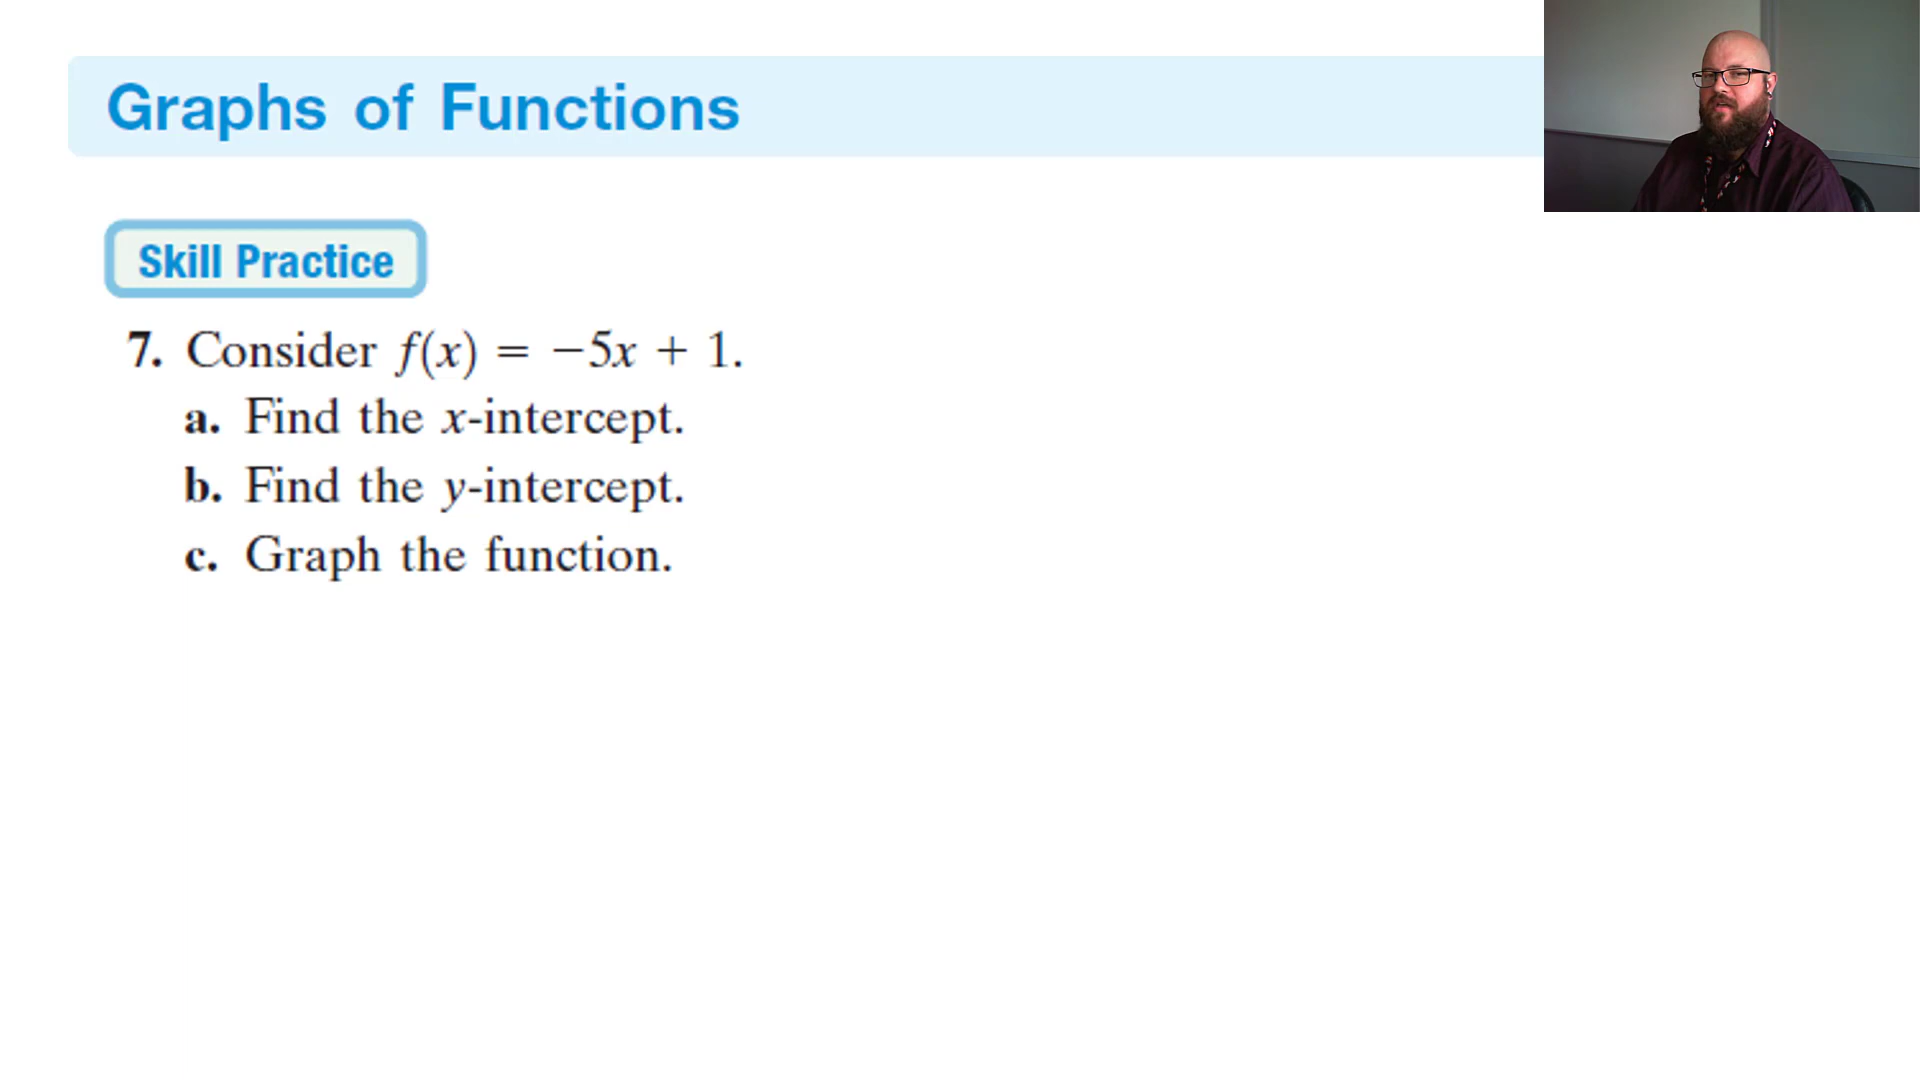 Graphs of Functions
Skill Practice
7. Consider f(x) = −5x + 1.
a. Find the x-intercept.
b. Find the y-intercept.
c. Graph the function.